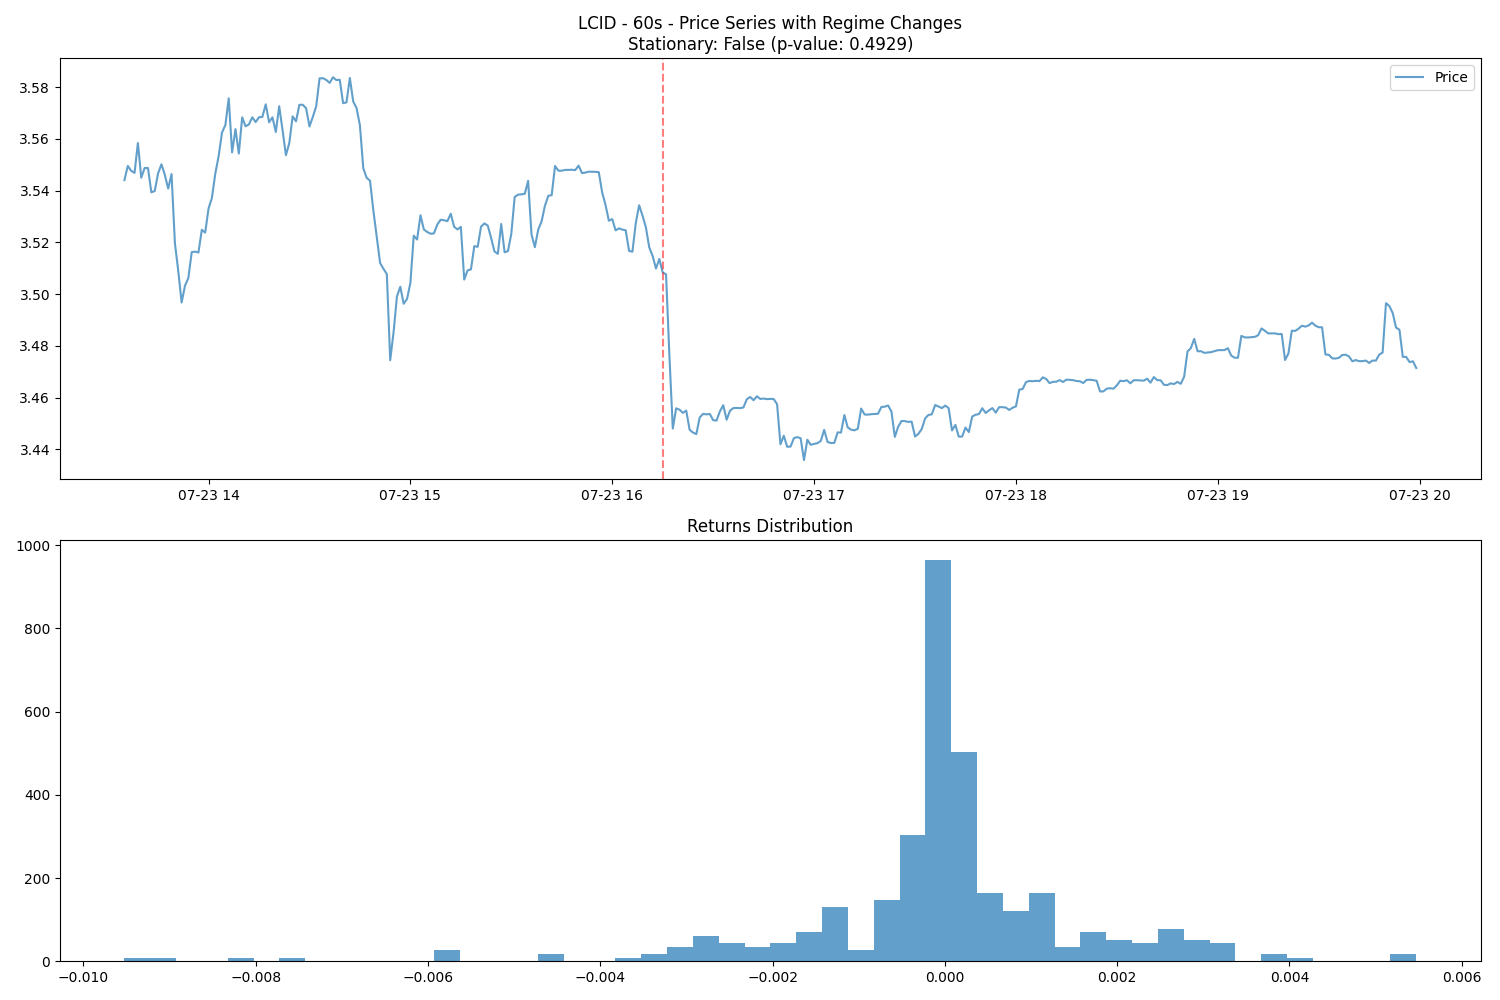 LCID - 60s - Price Series with Regime Changes
Stationary: False (p-value: 0.4929)
Price
3.58
3.56
3.54
3.52
3.50
3.48
3.46
3.44
07-23 14 07-23 15 07-23 16 07-23 17 07-23 18 07-23 19 07-23 20
Returns Distribution
1000
800
600
400
200
0
−0.010 −0.008 −0.006 −0.004 −0.002 0.000 0.002 0.004 0.006